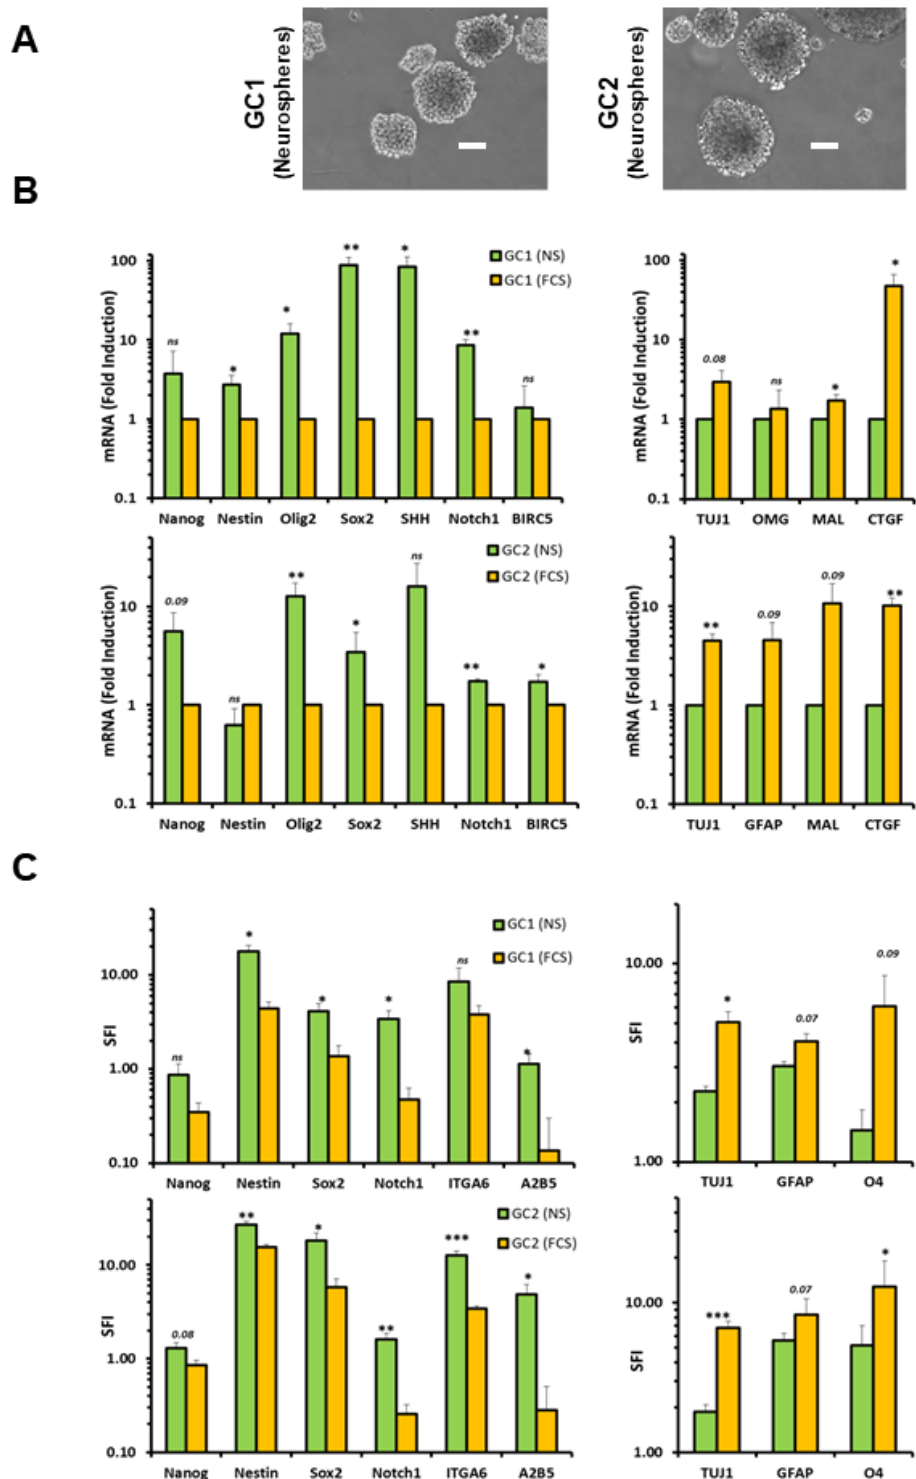 A
GC1
(Neurospheres)
GC2
(Neurospheres)
B
mRNA (Fold Induction)
100
10
1
0.1
ns
*
*
**
*
**
ns
GC1 (NS)
GC1 (FCS)
Nanog Nestin Olig2 Sox2 SHH Notch1 BIRC5
mRNA (Fold Induction)
100
10
1
0.1
0.08
ns
*
*
TUJ1 OMG MAL CTGF
mRNA (Fold Induction)
10
1
0.1
0.09
ns
**
*
ns
**
*
GC2 (NS)
GC2 (FCS)
Nanog Nestin Olig2 Sox2 SHH Notch1 BIRC5
mRNA (Fold Induction)
10
1
0.1
**
0.09
0.09
**
TUJ1 GFAP MAL CTGF
C
SFI
10.00
1.00
0.10
ns
*
*
*
ns
*
GC1 (NS)
GC1 (FCS)
Nanog Nestin Sox2 Notch1 ITGA6 A2B5
SFI
10.00
1.00
*
0.07
0.09
TUJ1 GFAP O4
SFI
10.00
1.00
0.10
0.08
**
*
**
***
*
GC2 (NS)
GC2 (FCS)
Nanog Nestin Sox2 Notch1 ITGA6 A2B5
SFI
10.00
1.00
***
0.07
*
TUJ1 GFAP O4